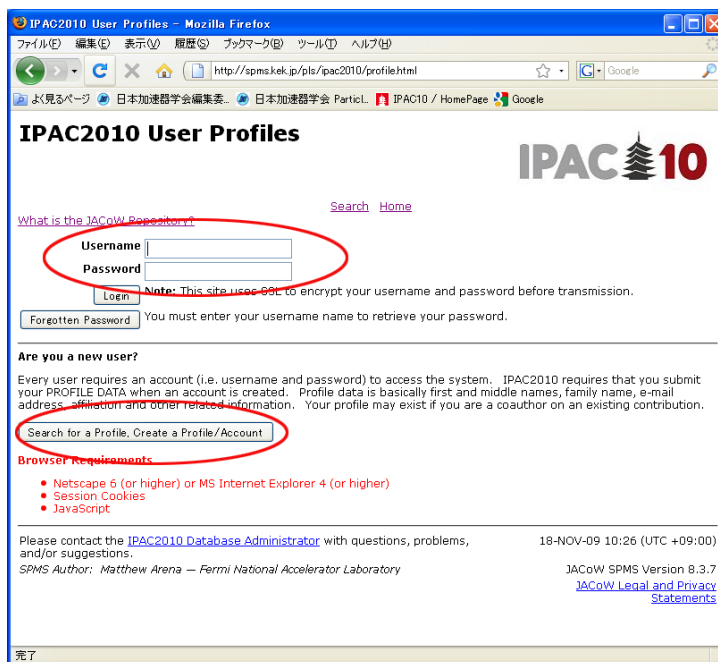 IPAC2010 User Profiles - Mozilla Firefox
ファイル(F) 編集(E) 表示(V) 履歴(S) ブックマーク(B) ツール(T) ヘルプ(H)
http://spms.kek.jp/pls/ipac2010/profile.html
Google
よく見るページ 日本加速器学会編集委... 日本加速器学会 Particl... IPAC10 / HomePage Google
IPAC2010 User Profiles
IPAC 10
Search Home
What is the JACoW Repository?
Username
Password
Login Note: This site uses SSL to encrypt your username and password before transmission.
Forgotten Password You must enter your username name to retrieve your password.
Are you a new user?
Every user requires an account (i.e. username and password) to access the system. IPAC2010 requires that you submit
your PROFILE DATA when an account is created. Profile data is basically first and middle names, family name, e-mail
address, affiliation and other related information. Your profile may exist if you are a coauthor on an existing contribution.
Search for a Profile, Create a Profile/Account
Browser Requirements
• Netscape 6 (or higher) or MS Internet Explorer 4 (or higher)
• Session Cookies
• JavaScript
Please contact the IPAC2010 Database Administrator with questions, problems,
and/or suggestions.
18-NOV-09 10:26 (UTC +09:00)
SPMS Author: Matthew Arena — Fermi National Accelerator Laboratory
JACoW SPMS Version 8.3.7
JACoW Legal and Privacy
Statements
完了